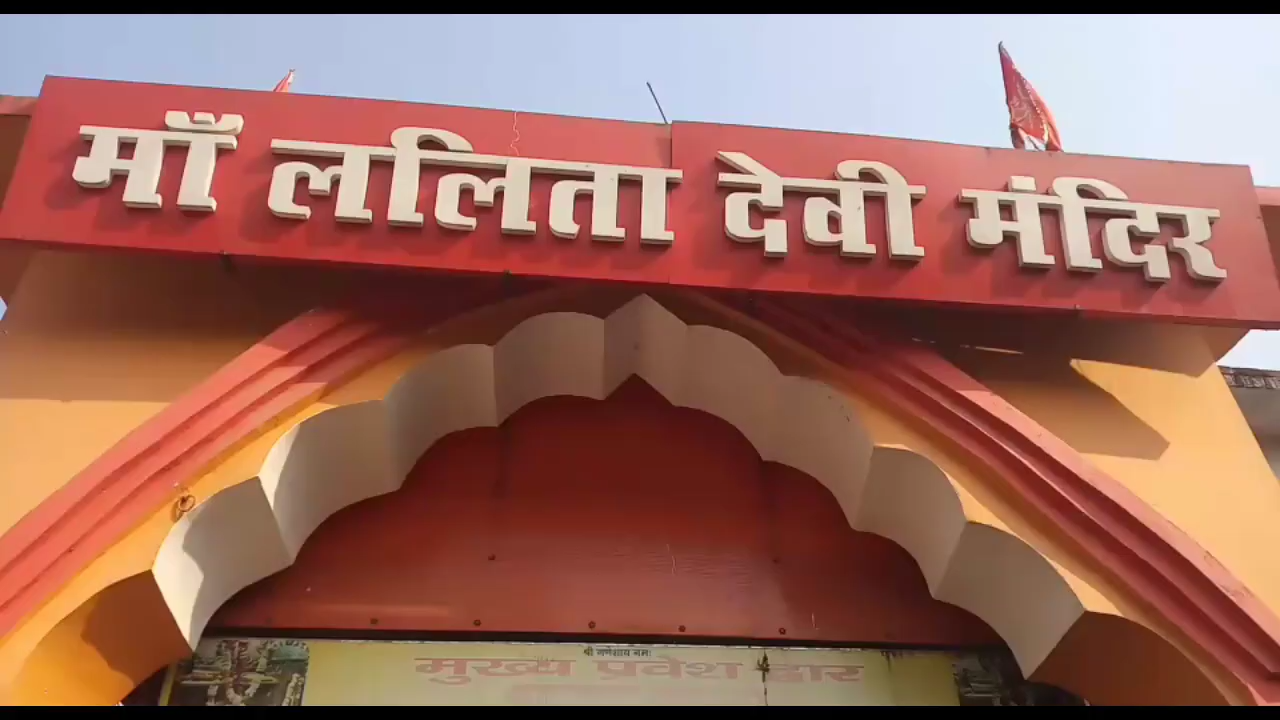 माँ ललिता देवी मंदिर
श्री गणेशाय नमः
मुख्य प्रवेश द्वार